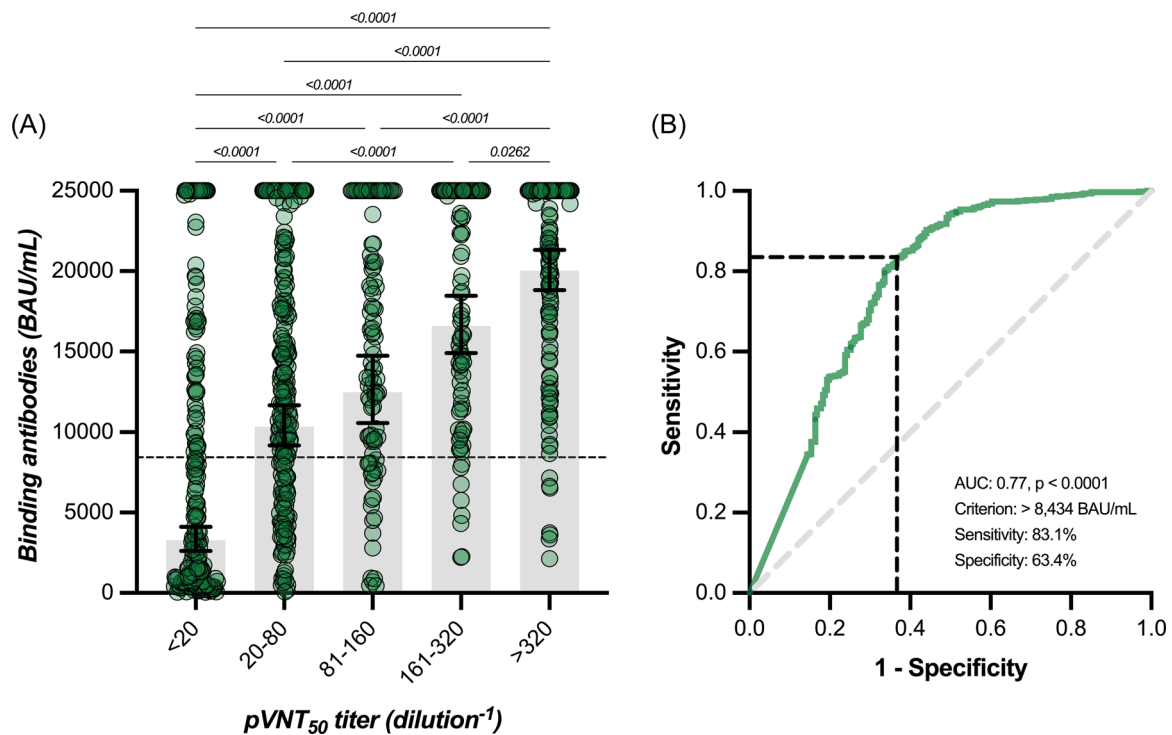 (A)
<0.0001
<0.0001
<0.0001
<0.0001 <0.0001
<0.0001 <0.0001 0.0262
Binding antibodies (BAU/mL)
25000
20000
15000
10000
5000
0
<20 20-80 81-160 161-320 >320
pVNT50 titer (dilution-1)
(B)
Sensitivity
1.0
0.8
0.6
0.4
0.2
0.0
AUC: 0.77, p < 0.0001
Criterion: > 8,434 BAU/mL
Sensitivity: 83.1%
Specificity: 63.4%
0.0 0.2 0.4 0.6 0.8 1.0
1 - Specificity